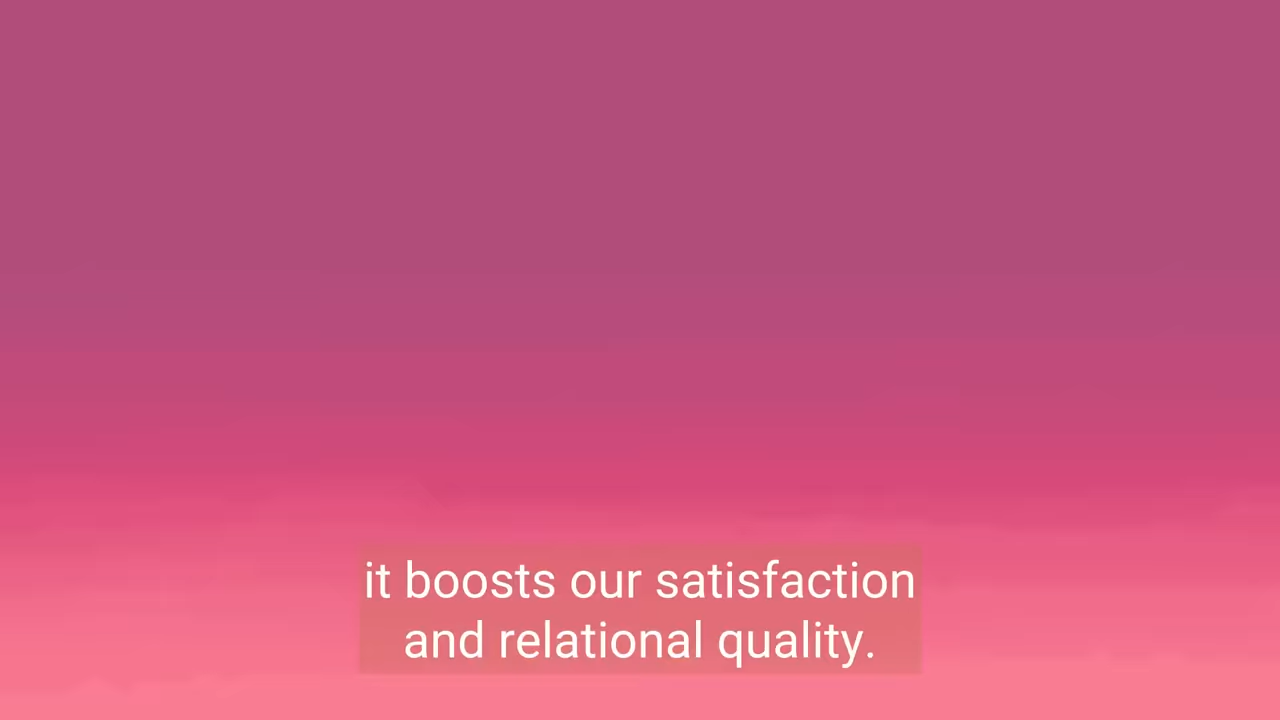 it boosts our satisfaction
and relational quality.